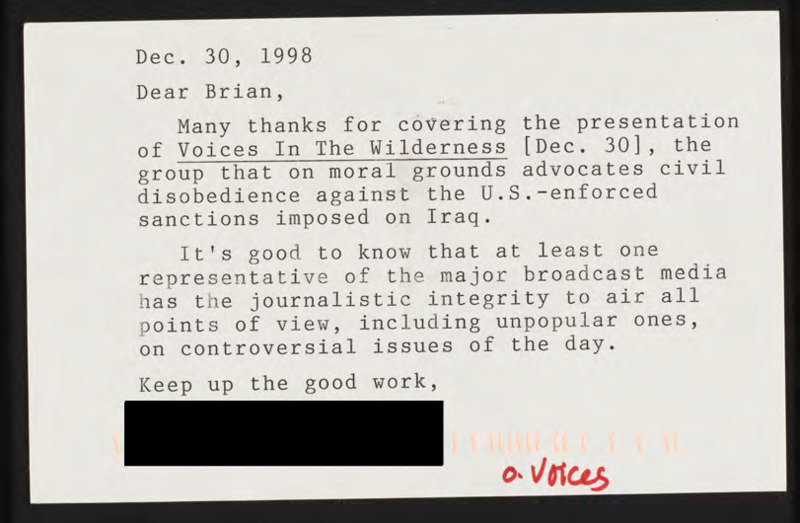 Dec. 30, 1998
Dear Brian,
Many thanks for covering the presentation
of Voices In The Wilderness [Dec. 30], the
group that on moral grounds advocates civil
disobedience against the U.S.-enforced
sanctions imposed on Iraq.
It's good to know that at least one
representative of the major broadcast media
has the journalistic integrity to air all
points of view, including unpopular ones,
on controversial issues of the day.
Keep up the good work,
o. Voices